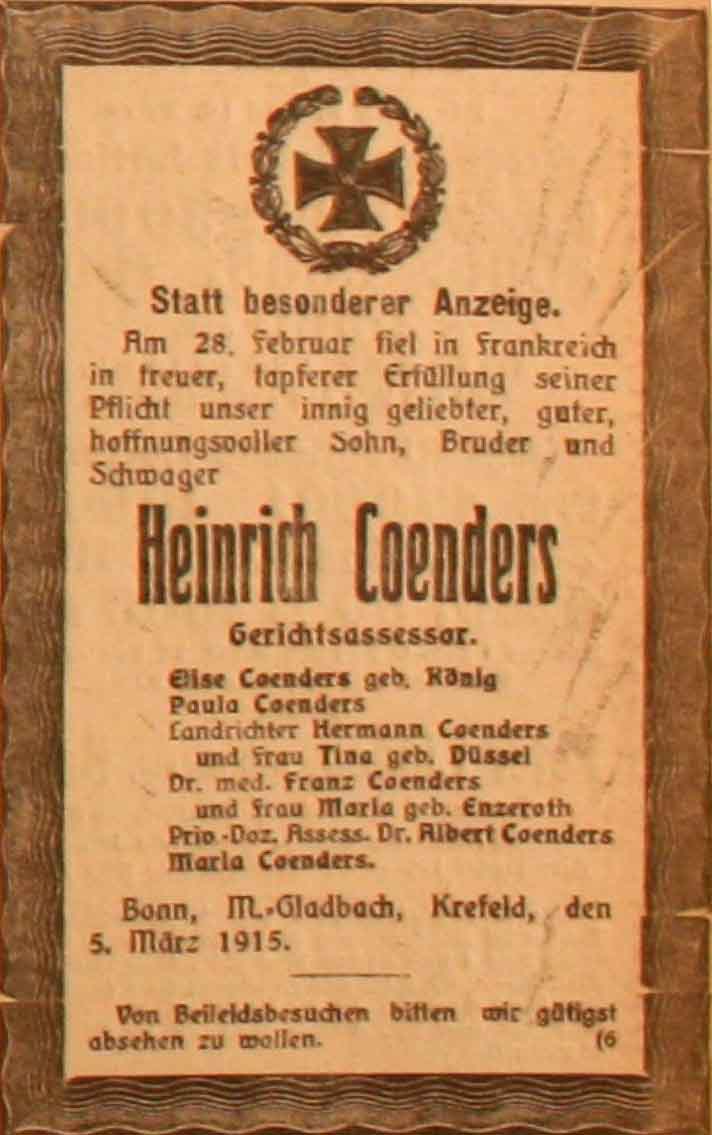 Statt besonderer Anzeige.
Am 28. Februar fiel in Frankreich
in treuer, tapferer Erfüllung seiner
Pflicht unser innig geliebter, guter,
hoffnungsvoller Sohn, Bruder und
Schwager
Heinrich Coenders
Gerichtsassessor.
Elise Coenders geb. König
Paula Coenders
Landrichter Hermann Coenders
und Frau Tina geb. Düssel
Dr. med. Franz Coenders
und Frau Maria geb. Enzeroth
Priv.-Doz. Assess. Dr. Albert Coenders
Maria Coenders.
Bonn, M.-Gladbach, Krefeld, den
5. März 1915.
Von Beileidsbesuchen bitten wir gütigst
absehen zu wollen. (6